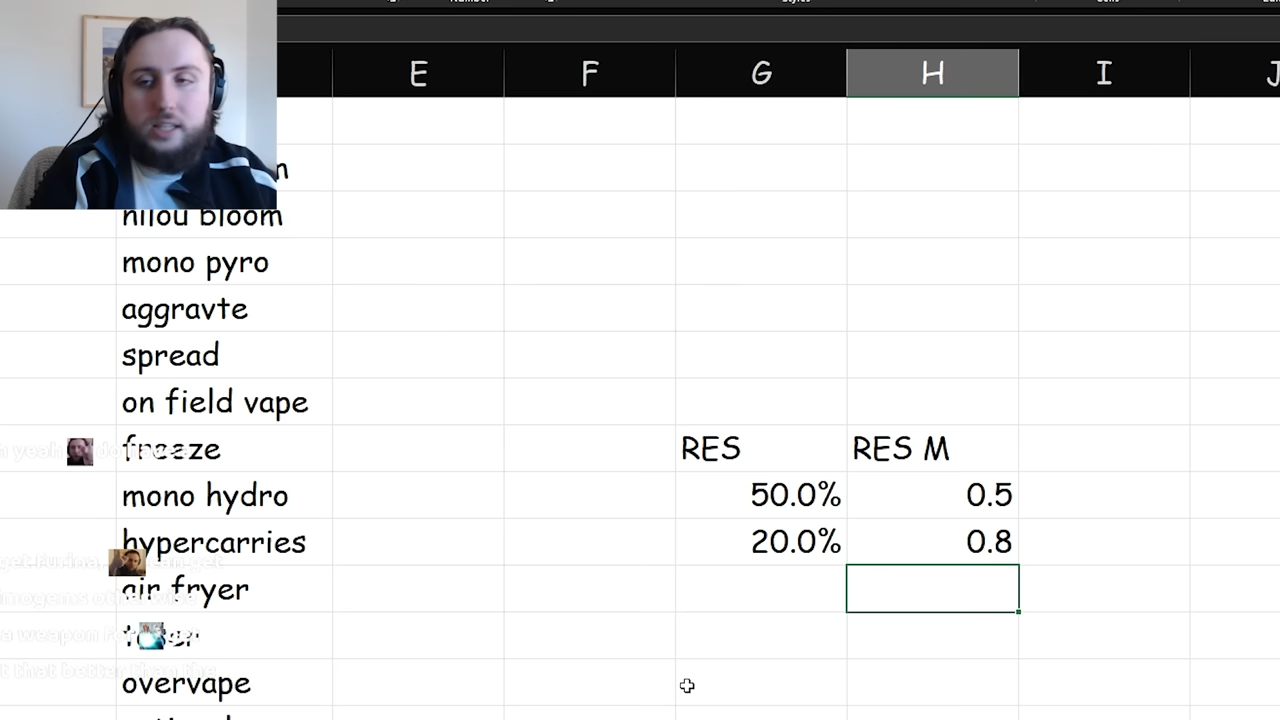 E F G H I J
nilou bloom
mono pyro
aggravte
spread
on field vape
freeze RES RES M
mono hydro 50.0% 0.5
hypercarries 20.0% 0.8
air fryer
overvape